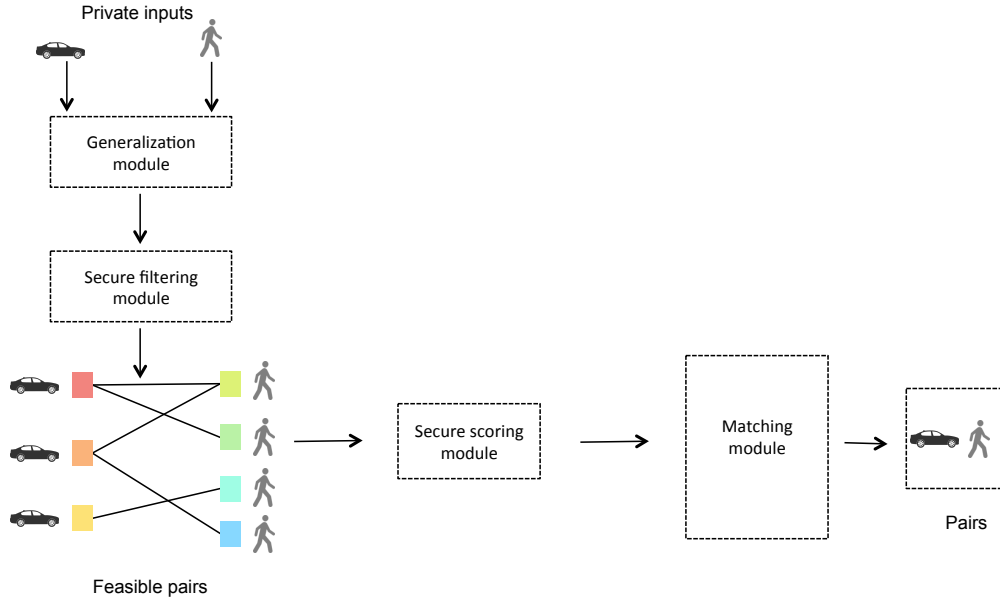 Private inputs
Generalization
module
Secure filtering
module
Feasible pairs
Secure scoring
module
Matching
module
Pairs